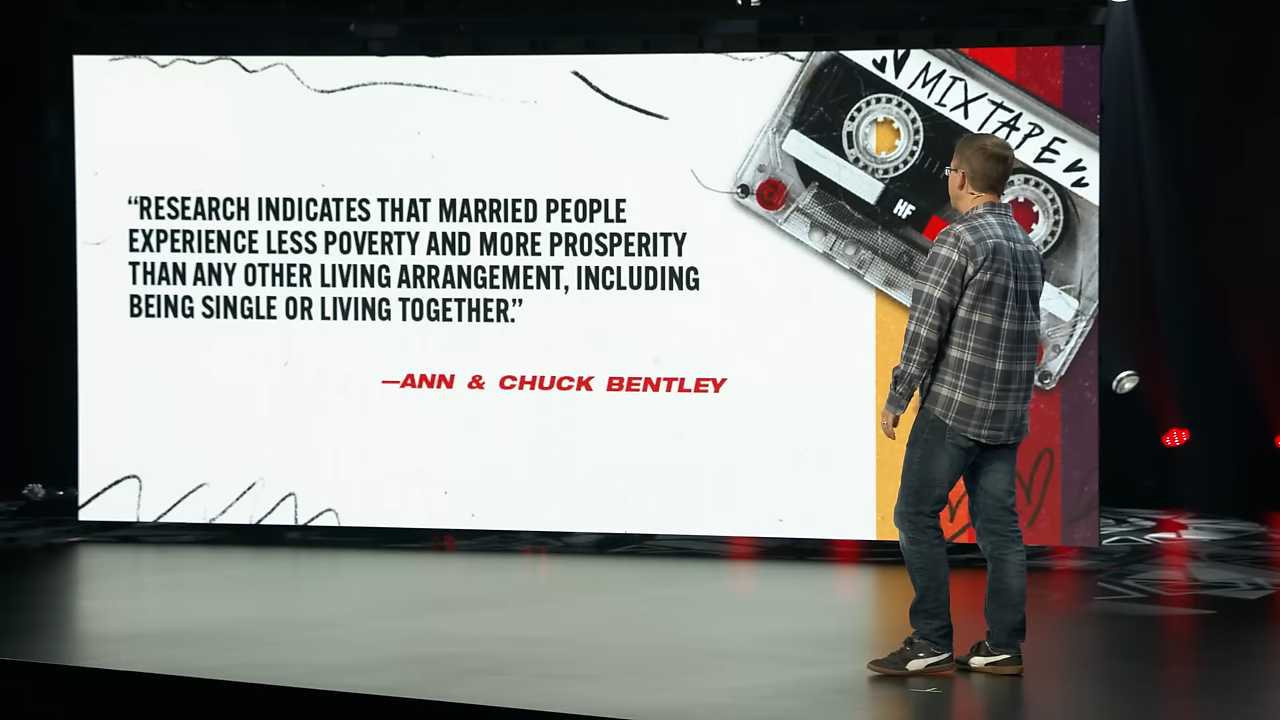 “RESEARCH INDICATES THAT MARRIED PEOPLE
EXPERIENCE LESS POVERTY AND MORE PROSPERITY
THAN ANY OTHER LIVING ARRANGEMENT, INCLUDING
BEING SINGLE OR LIVING TOGETHER.”
—ANN & CHUCK BENTLEY
MIXTAPE
HF